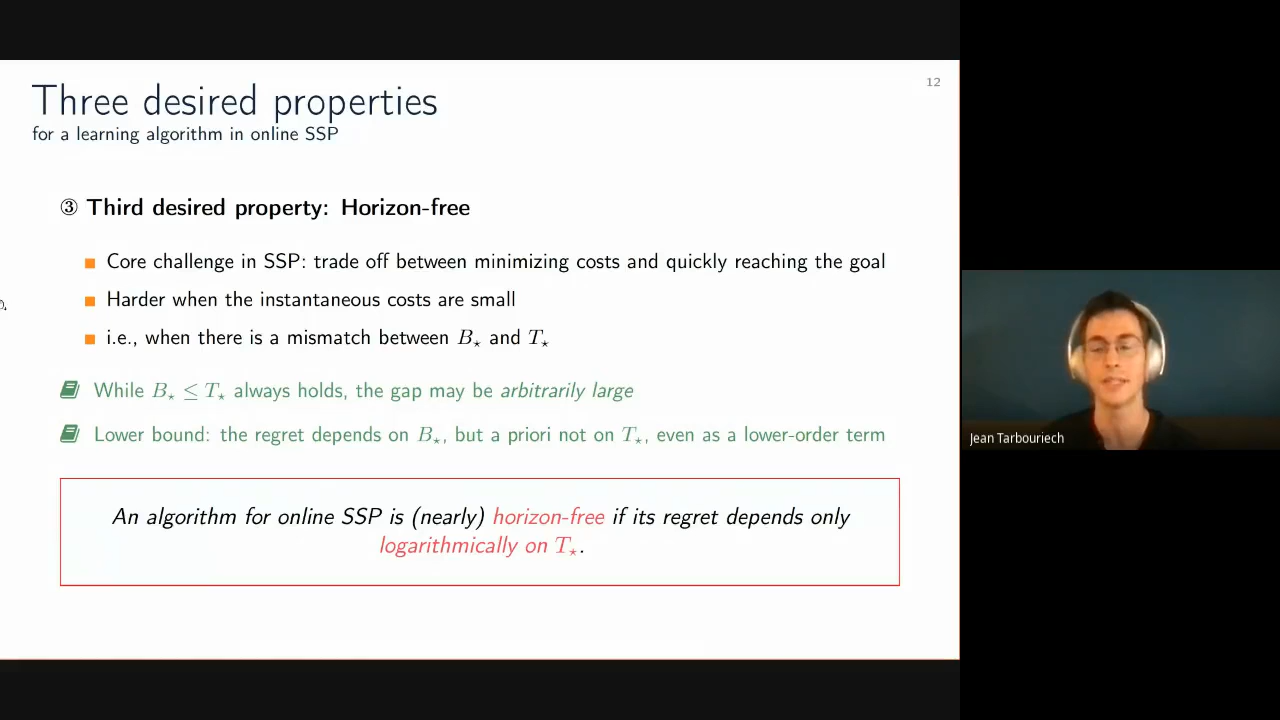 12
Three desired properties
for a learning algorithm in online SSP
③ Third desired property: Horizon-free
■ Core challenge in SSP: trade off between minimizing costs and quickly reaching the goal
■ Harder when the instantaneous costs are small
■ i.e., when there is a mismatch between B⋆ and T⋆
While B⋆ ≤ T⋆ always holds, the gap may be arbitrarily large
Lower bound: the regret depends on B⋆, but a priori not on T⋆, even as a lower-order term
An algorithm for online SSP is (nearly) horizon-free if its regret depends only
logarithmically on T⋆.
Jean Tarbouriech